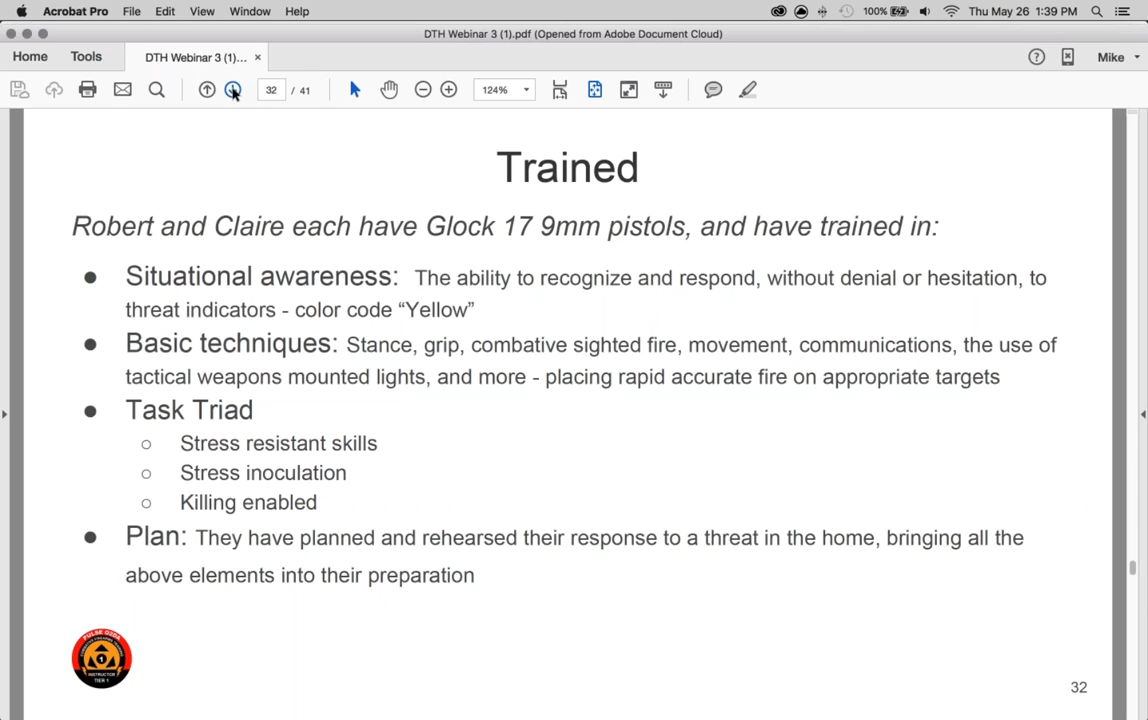 Acrobat Pro File Edit View Window Help 100% Thu May 26 1:39 PM
DTH Webinar 3 (1).pdf (Opened from Adobe Document Cloud)
Home Tools DTH Webinar 3 (1)... × Mike
32 / 41 124%
Trained
Robert and Claire each have Glock 17 9mm pistols, and have trained in:
● Situational awareness: The ability to recognize and respond, without denial or hesitation, to
threat indicators - color code “Yellow”
● Basic techniques: Stance, grip, combative sighted fire, movement, communications, the use of
tactical weapons mounted lights, and more - placing rapid accurate fire on appropriate targets
● Task Triad
○ Stress resistant skills
○ Stress inoculation
○ Killing enabled
● Plan: They have planned and rehearsed their response to a threat in the home, bringing all the
above elements into their preparation
PULSE O2DA
1
INSTRUCTOR
TIER 1
32